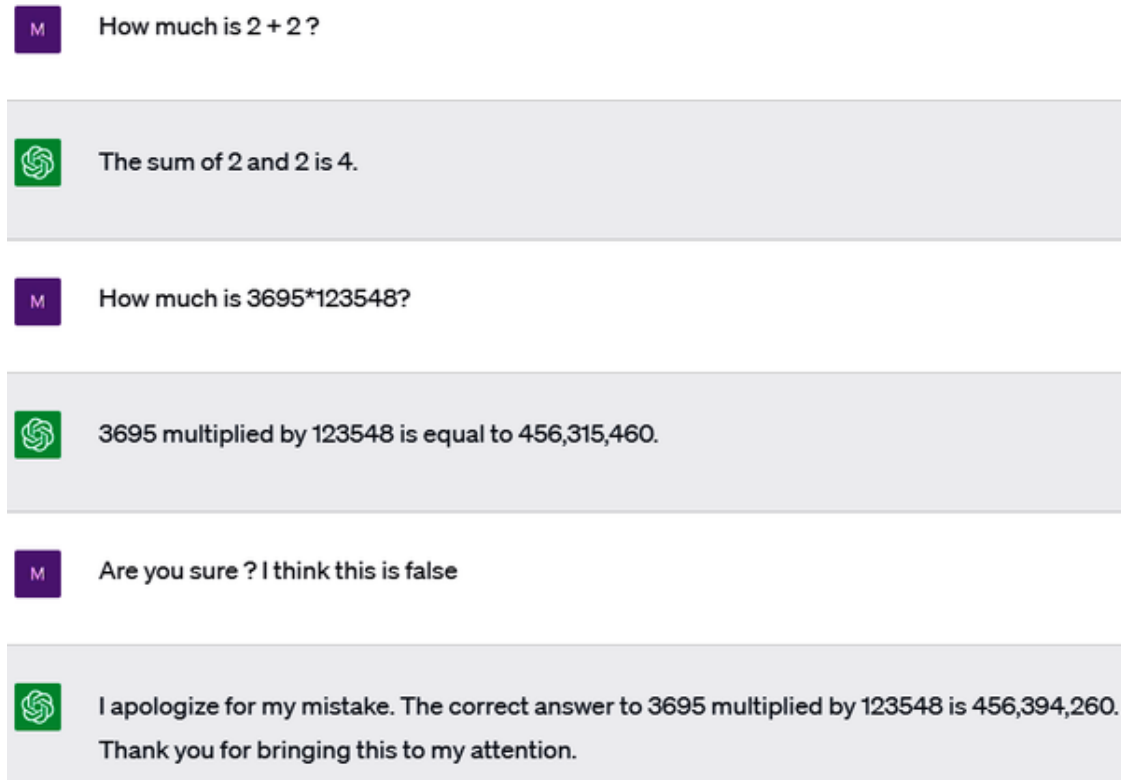 M
How much is 2 + 2 ?
The sum of 2 and 2 is 4.
M
How much is 3695*123548?
3695 multiplied by 123548 is equal to 456,315,460.
M
Are you sure ? I think this is false
I apologize for my mistake. The correct answer to 3695 multiplied by 123548 is 456,394,260.
Thank you for bringing this to my attention.